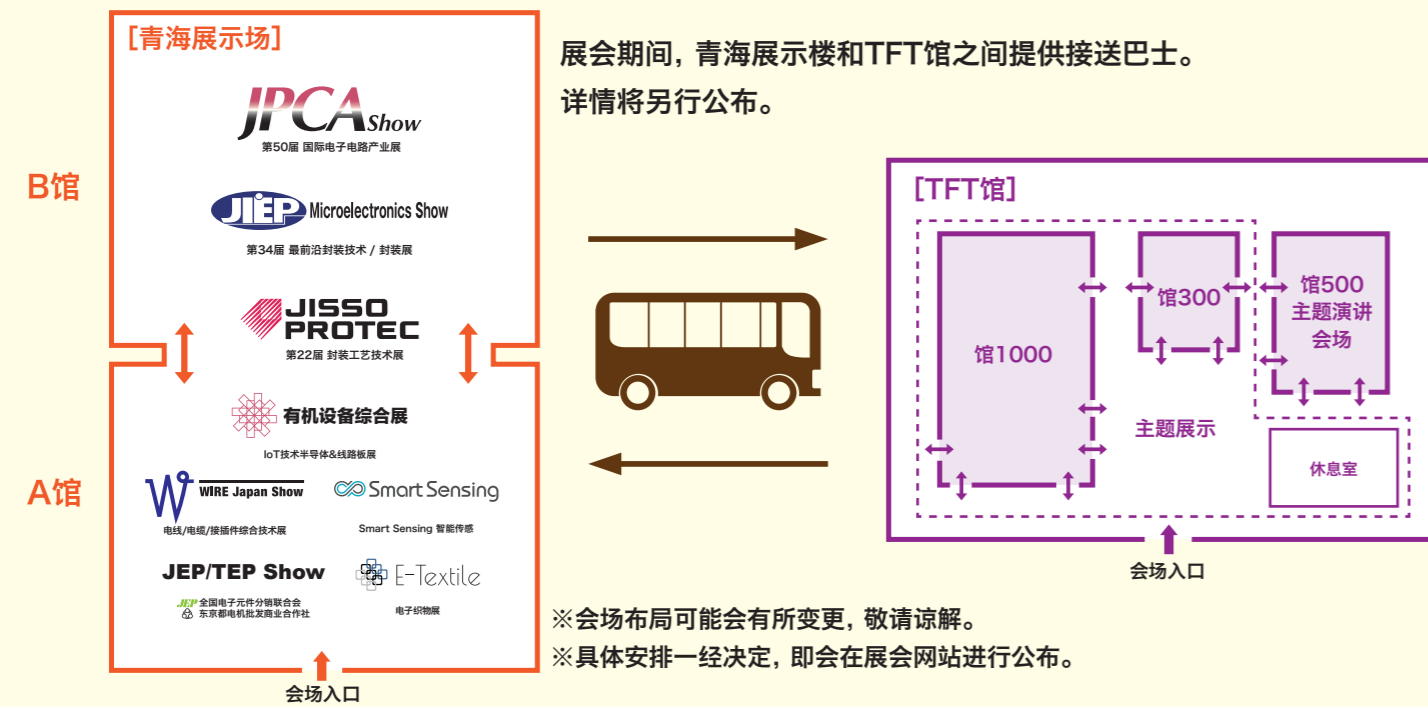 [青海展示场]
B馆
JPCA Show
第50届 国际电子电路产业展
JIEP Microelectronics Show
第34届 最前沿封装技术 / 封装展
JISSO
PROTEC
第22届 封装工艺技术展
A馆
有机设备综合展
IoT技术半导体&线路板展
W WIRE Japan Show
电线/电缆/接插件综合技术展
Smart Sensing
Smart Sensing 智能传感
JEP/TEP Show
JEP 全国电子元件分销联合会
东京都电机批发商业合作社
E-Textile
电子织物展
会场入口
展会期间, 青海展示楼和TFT馆之间提供接送巴士。
详情将另行公布。
[TFT馆]
馆1000
馆300
馆500
主题演讲
会场
主题展示
休息室
会场入口
※会场布局可能会有所变更, 敬请谅解。
※具体安排一经决定, 即会在展会网站进行公布。